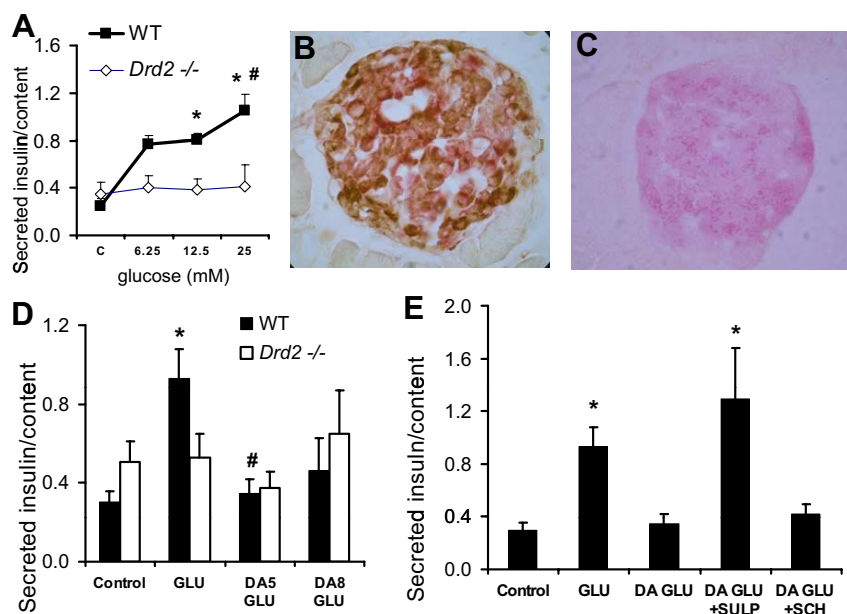 A
WT
Drd2 -/-
1.6
1.2
0.8
0.4
0.0
* #
*
Secreted insulin/content
C 6.25 12.5 25
glucose (mM)
B
C
D
WT
Drd2 -/-
1.2
0.8
0.4
0.0
*
#
Secreted insulin/content
Control GLU DA5 DA8
GLU GLU
E
2.0
1.6
1.2
0.8
0.4
0.0
*
*
Secreted insuln/content
Control GLU DA GLU DA GLU DA GLU
+SULP +SCH